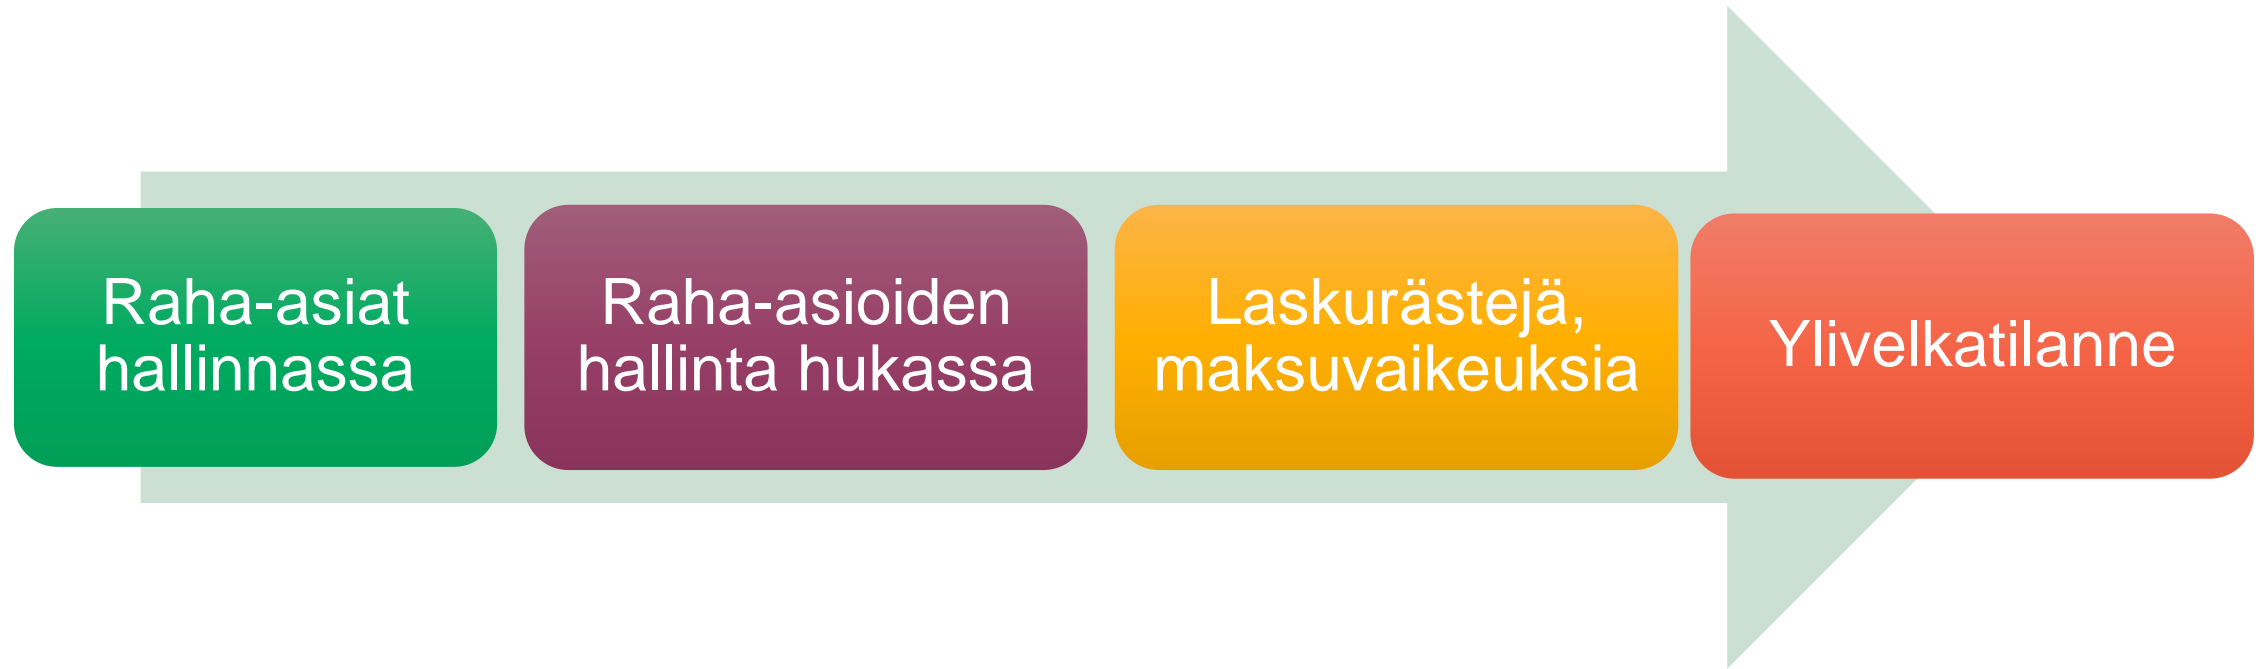 Raha-asiat
hallinnassa
Raha-asioiden
hallinta hukassa
Laskurästejä,
maksuvaikeuksia
Ylivelkatilanne